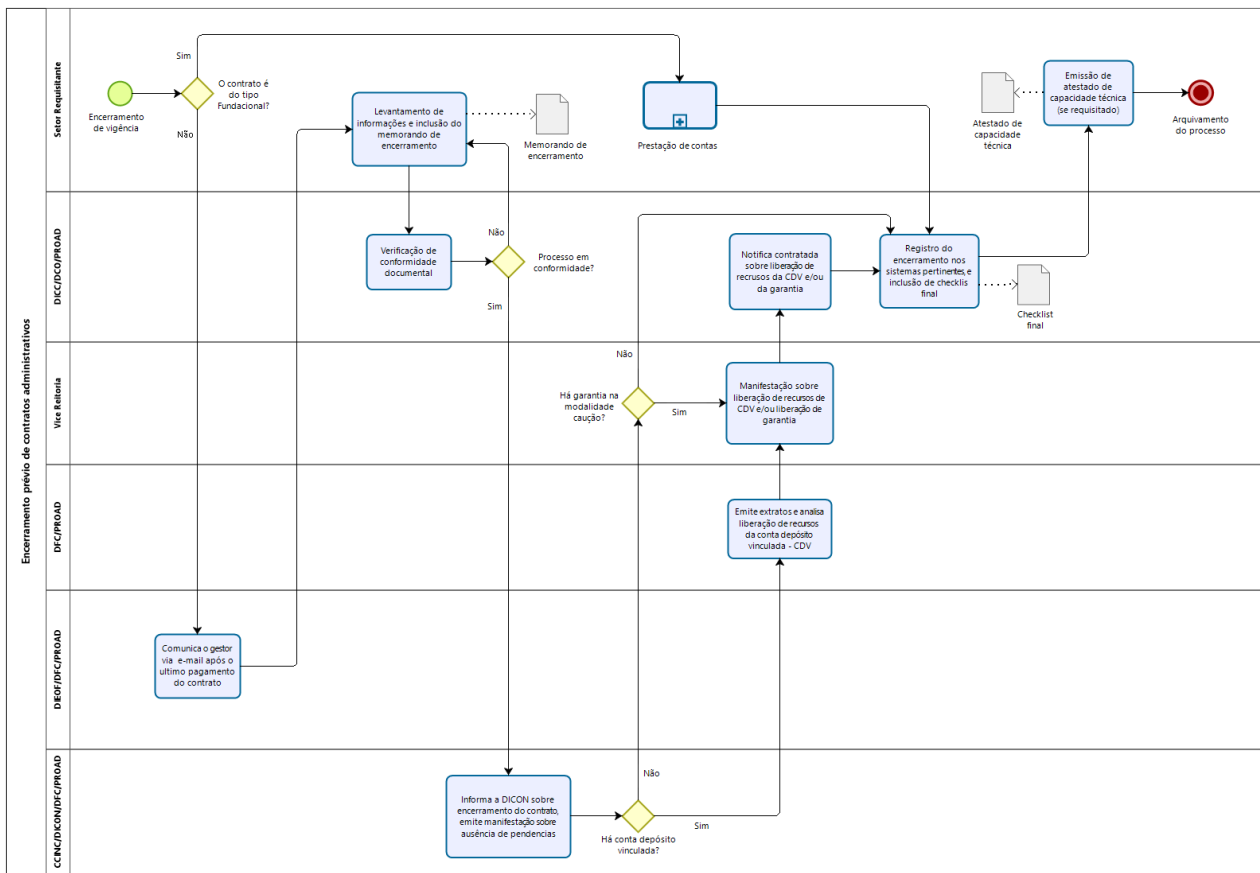 Encerramento prévio de contratos administrativos
Setor Requisitante
Encerramento
de vigência
Sim
O contrato é
do tipo
Fundacional?
Não
Levantamento de
informações e inclusão do
memorando de
encerramento
Memorando de
encerramento
Prestação de contas
Atestado de
capacidade
técnica
Emissão de
atestado de
capacidade técnica
(se requisitado)
Arquivamento
do processo
DICC/DCO/PROAD
Verificação de
conformidade
documental
Não
Processo em
conformidade?
Sim
Notifica contratada
sobre liberação de
recrusos da CDV e/ou
da garantia
Registro do
encerramento nos
sistemas pertinentes, e
inclusão de checklis
final
Checklist
final
Vice Reitoria
Não
Há garantia na
modalidade
caução?
Sim
Manifestação sobre
liberação de recursos de
CDV e/ou liberação de
garantia
DFC/PROAD
Emite extratos e analisa
liberação de recursos
da conta depósito
vinculada - CDV
DIEOF/DFC/PROAD
Comunica o gestor
via e-mail após o
ultimo pagamento
do contrato
CCINC/DICON/DFC/PROAD
Informa a DICON sobre
encerramento do contrato,
emite manifestação sobre
ausência de pendencias
Não
Há conta depósito
vinculada?
Sim